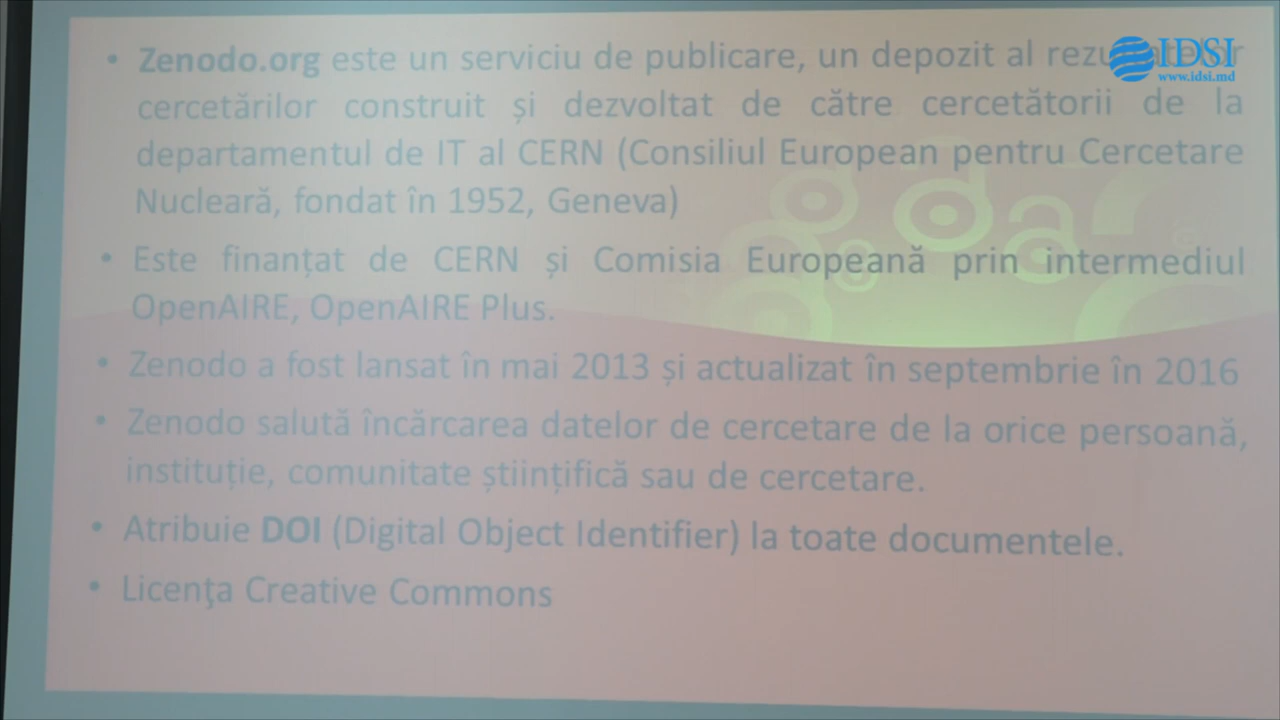 • Zenodo.org este un serviciu de publicare, un depozit al
cercetărilor construit și dezvoltat de către cercetătorii de la
departamentul de IT al CERN (Consiliul European pentru Cercetare
Nucleară, fondat în 1952, Geneva)
• Este finanțat de CERN și Comisia Europeană prin intermediul
OpenAIRE, OpenAIRE Plus.
• Zenodo a fost lansat în mai 2013 și actualizat în septembrie în 2016
• Zenodo salută încărcarea datelor de cercetare de la orice persoană,
instituție, comunitate științifică sau de cercetare.
• Atribuie DOI (Digital Object Identifier) la toate documentele.
• Licenţa Creative Commons
IDSI
www.idsi.md